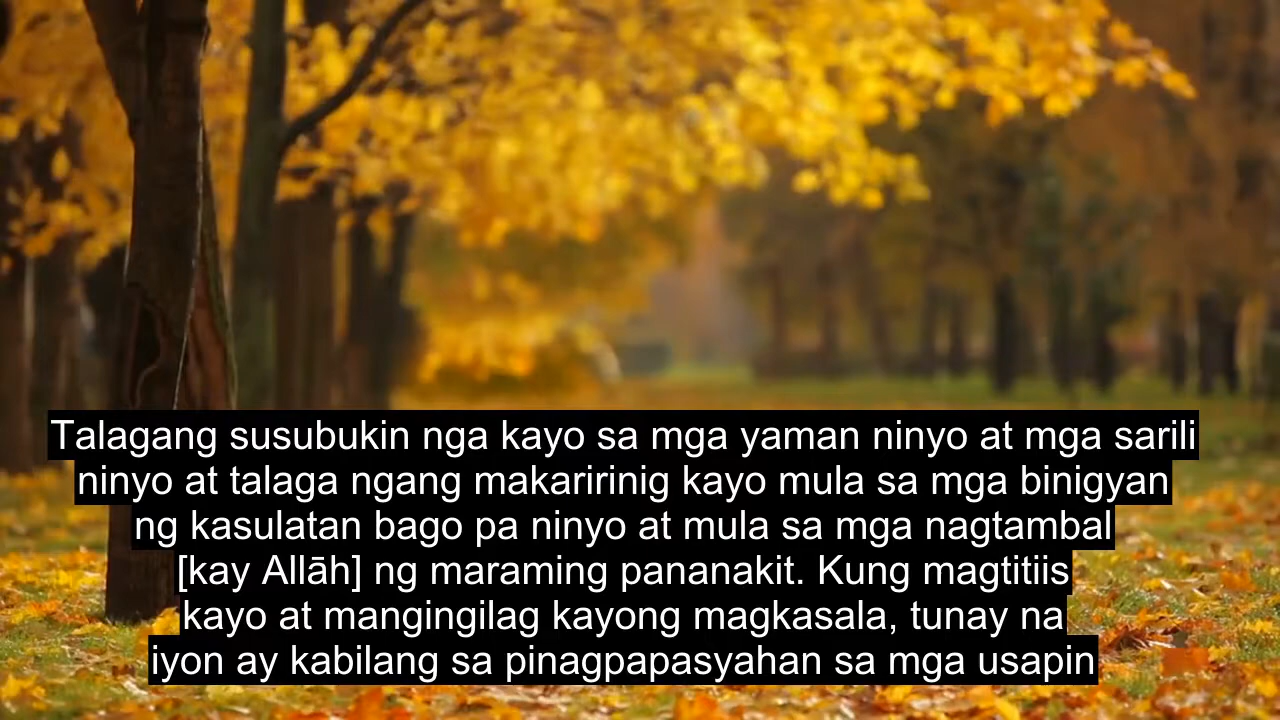 Talagang susubukin nga kayo sa mga yaman ninyo at mga sarili
ninyo at talaga ngang makaririnig kayo mula sa mga binigyan
ng kasulatan bago pa ninyo at mula sa mga nagtambal
[kay Allāh] ng maraming pananakit. Kung magtitiis
kayo at mangingilag kayong magkasala, tunay na
iyon ay kabilang sa pinagpapasyahan sa mga usapin